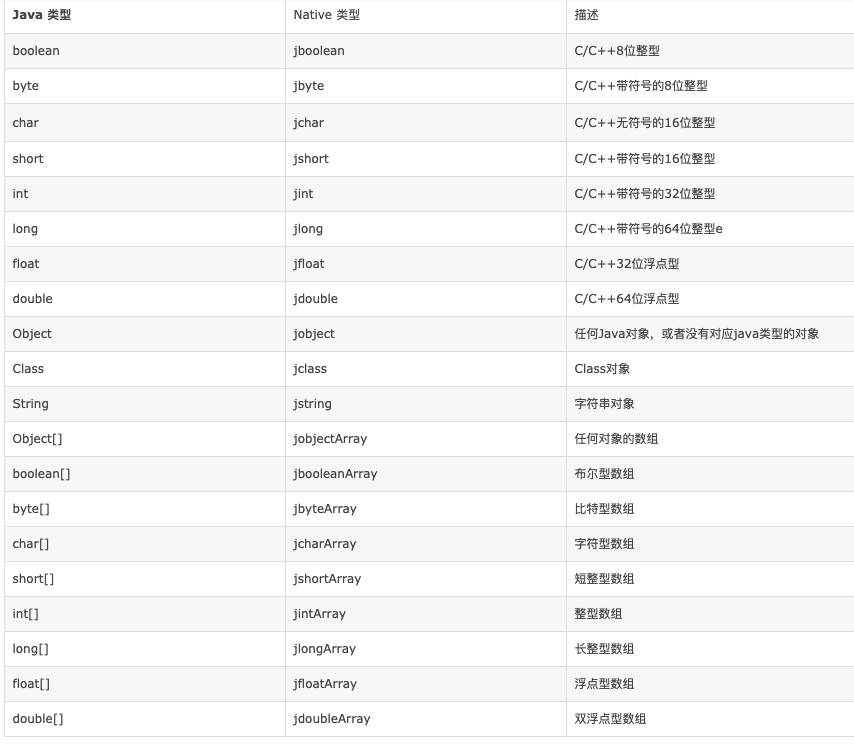 Java 类型 Native 类型 描述
boolean jboolean C/C++8位整型
byte jbyte C/C++带符号的8位整型
char jchar C/C++无符号的16位整型
short jshort C/C++带符号的16位整型
int jint C/C++带符号的32位整型
long jlong C/C++带符号的64位整型e
float jfloat C/C++32位浮点型
double jdouble C/C++64位浮点型
Object jobject 任何Java对象，或者没有对应java类型的对象
Class jclass Class对象
String jstring 字符串对象
Object[] jobjectArray 任何对象的数组
boolean[] jbooleanArray 布尔型数组
byte[] jbyteArray 比特型数组
char[] jcharArray 字符型数组
short[] jshortArray 短整型数组
int[] jintArray 整型数组
long[] jlongArray 长整型数组
float[] jfloatArray 浮点型数组
double[] jdoubleArray 双浮点型数组